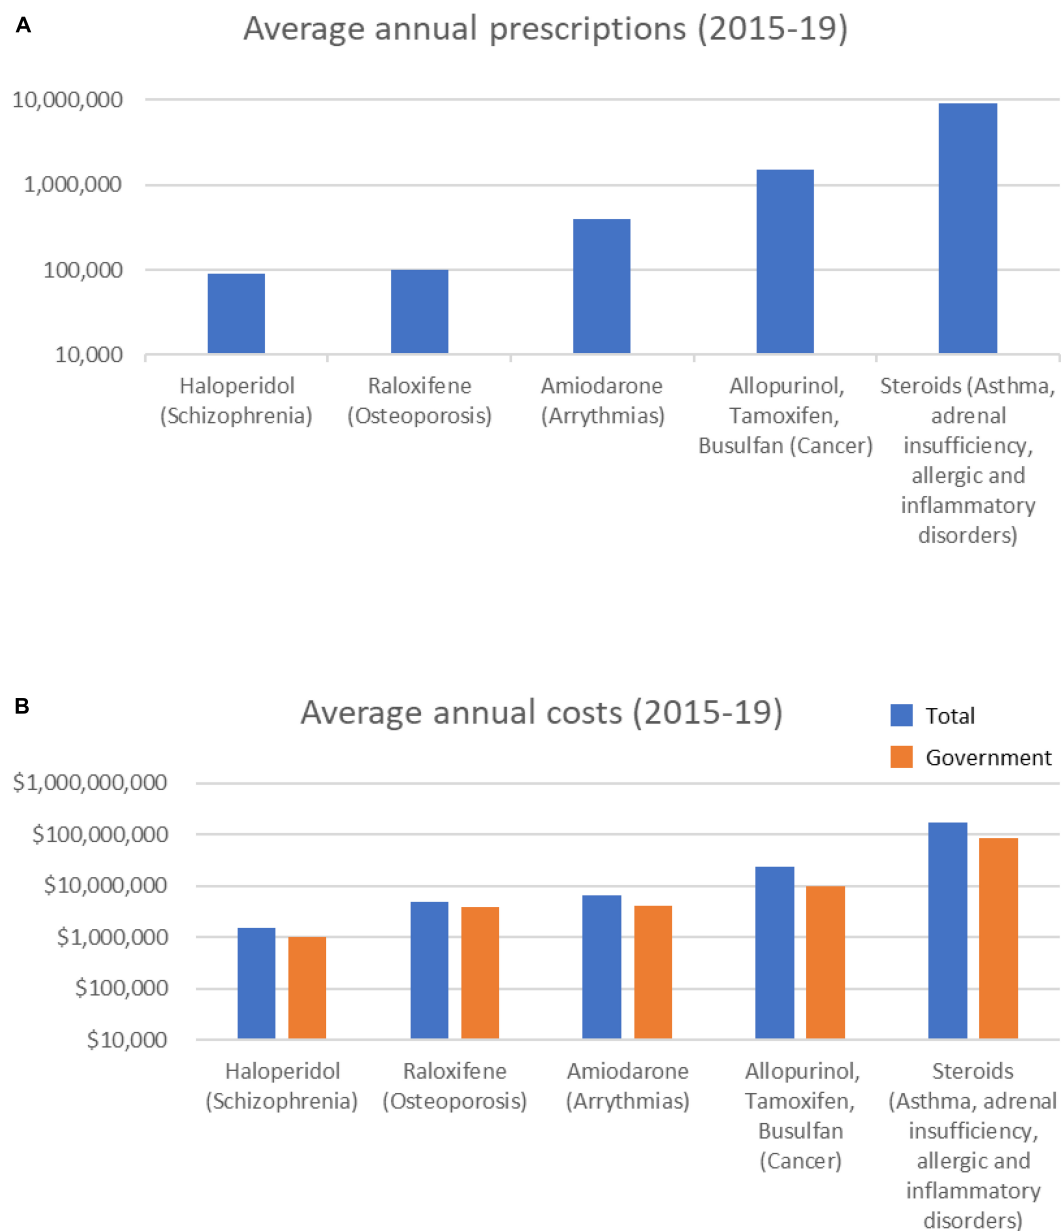 A
Average annual prescriptions (2015-19)
10,000,000
1,000,000
100,000
10,000
Haloperidol
(Schizophrenia)
Raloxifene
(Osteoporosis)
Amiodarone
(Arrythmias)
Allopurinol,
Tamoxifen,
Busulfan (Cancer)
Steroids (Asthma,
adrenal
insufficiency,
allergic and
inflammatory
disorders)
B
Average annual costs (2015-19)
Total
Government
$1,000,000,000
$100,000,000
$10,000,000
$1,000,000
$100,000
$10,000
Haloperidol
(Schizophrenia)
Raloxifene
(Osteoporosis)
Amiodarone
(Arrythmias)
Allopurinol,
Tamoxifen,
Busulfan
(Cancer)
Steroids
(Asthma, adrenal
insufficiency,
allergic and
inflammatory
disorders)